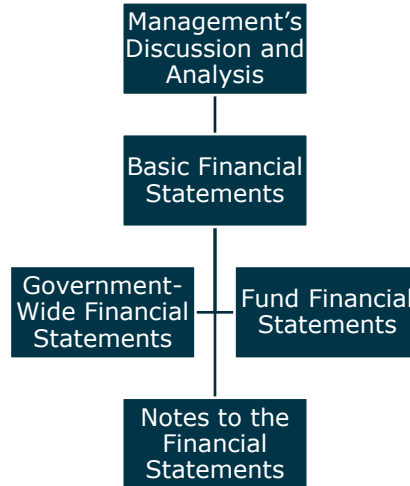 Management’s
Discussion and
Analysis
Basic Financial
Statements
Government-
Wide Financial
Statements
Fund Financial
Statements
Notes to the
Financial
Statements